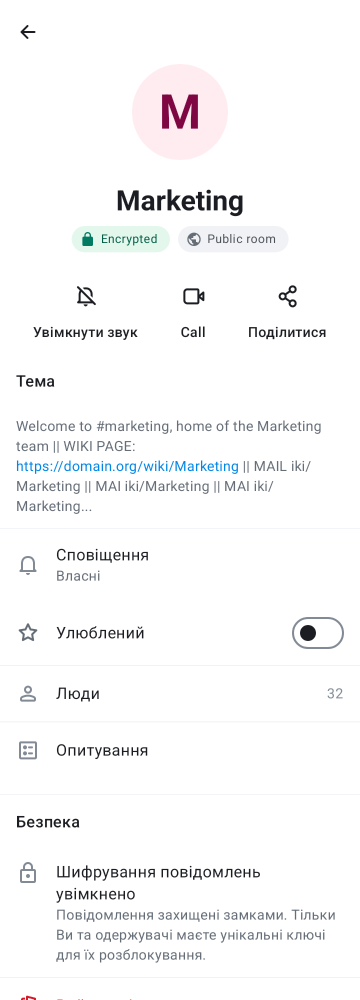 M
Marketing
Encrypted
Public room
Увімкнути звук
Call
Поділитися
Тема
Welcome to #marketing, home of the Marketing
team || WIKI PAGE:
https://domain.org/wiki/Marketing || MAIL iki/
Marketing || MAI iki/Marketing || MAI iki/
Marketing...
Сповіщення
Власні
Улюблений
Люди
32
Опитування
Безпека
Шифрування повідомлень
увімкнено
Повідомлення захищені замками. Тільки
Ви та одержувачі маєте унікальні ключі
для їх розблокування.